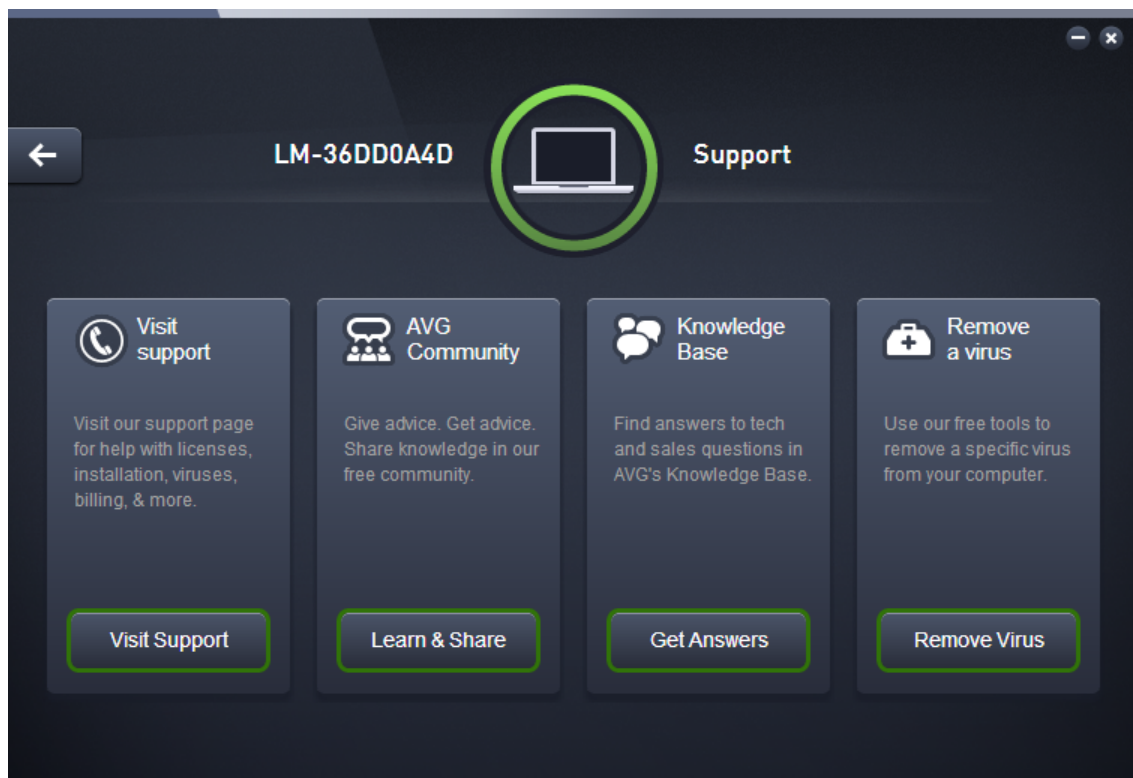 LM-36DD0A4D
Support
Visit
support
Visit our support page
for help with licenses,
installation, viruses,
billing, & more.
Visit Support
AVG
Community
Give advice. Get advice.
Share knowledge in our
free community.
Learn & Share
Knowledge
Base
Find answers to tech
and sales questions in
AVG's Knowledge Base.
Get Answers
Remove
a virus
Use our free tools to
remove a specific virus
from your computer.
Remove Virus